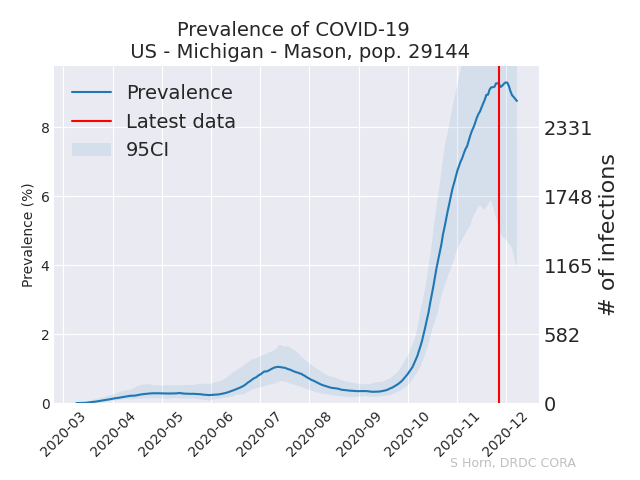 Prevalence of COVID-19
US - Michigan - Mason, pop. 29144
Prevalence
Latest data
95CI
Prevalence (%)
8
6
4
2
0
2331
1748
1165
582
0
# of infections
2020-03
2020-04
2020-05
2020-06
2020-07
2020-08
2020-09
2020-10
2020-11
2020-12
S Horn, DRDC CORA